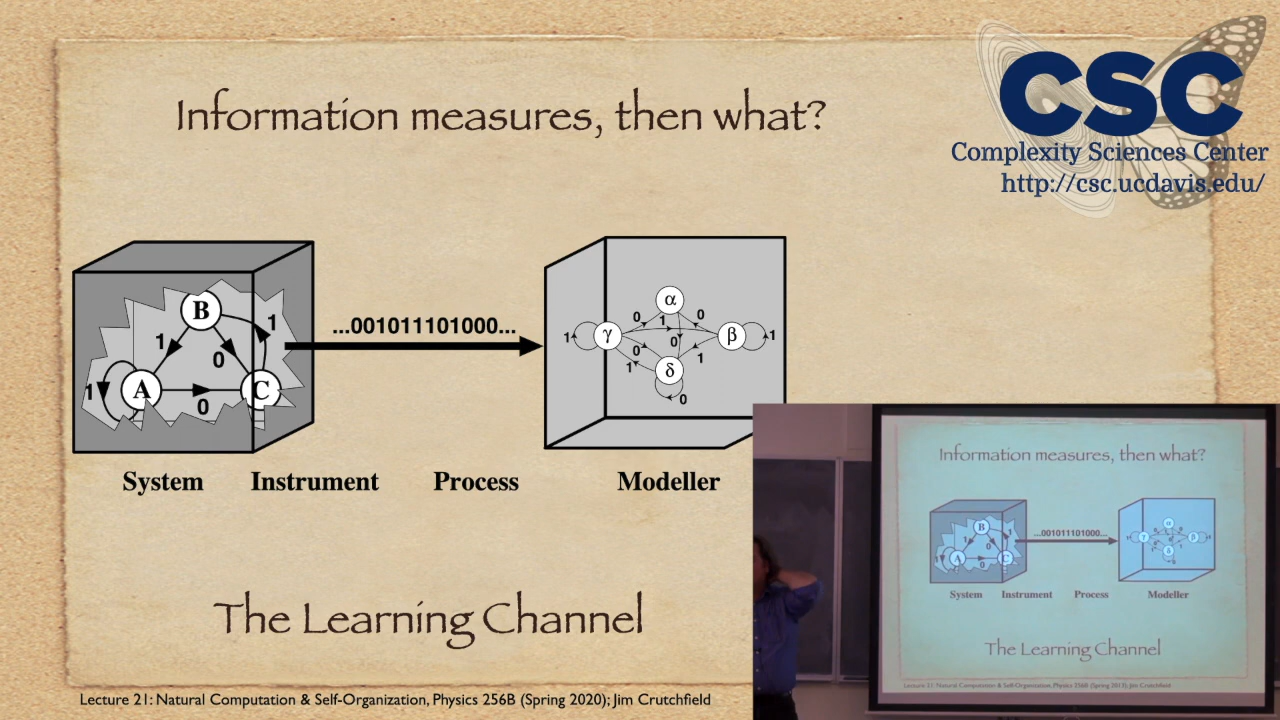 Information measures, then what?
CSC
Complexity Sciences Center
http://csc.ucdavis.edu/
B
1
1
0
1
A
C
0
...001011101000...
α
0
1
0
1
γ
β
1
0
0
1
1
δ
0
System Instrument Process Modeller
The Learning Channel
Lecture 21: Natural Computation & Self-Organization, Physics 256B (Spring 2020); Jim Crutchfield
Information measures, then what?
B
A
C
0
...001011101000...
System Instrument Process Modeller
The Learning Channel